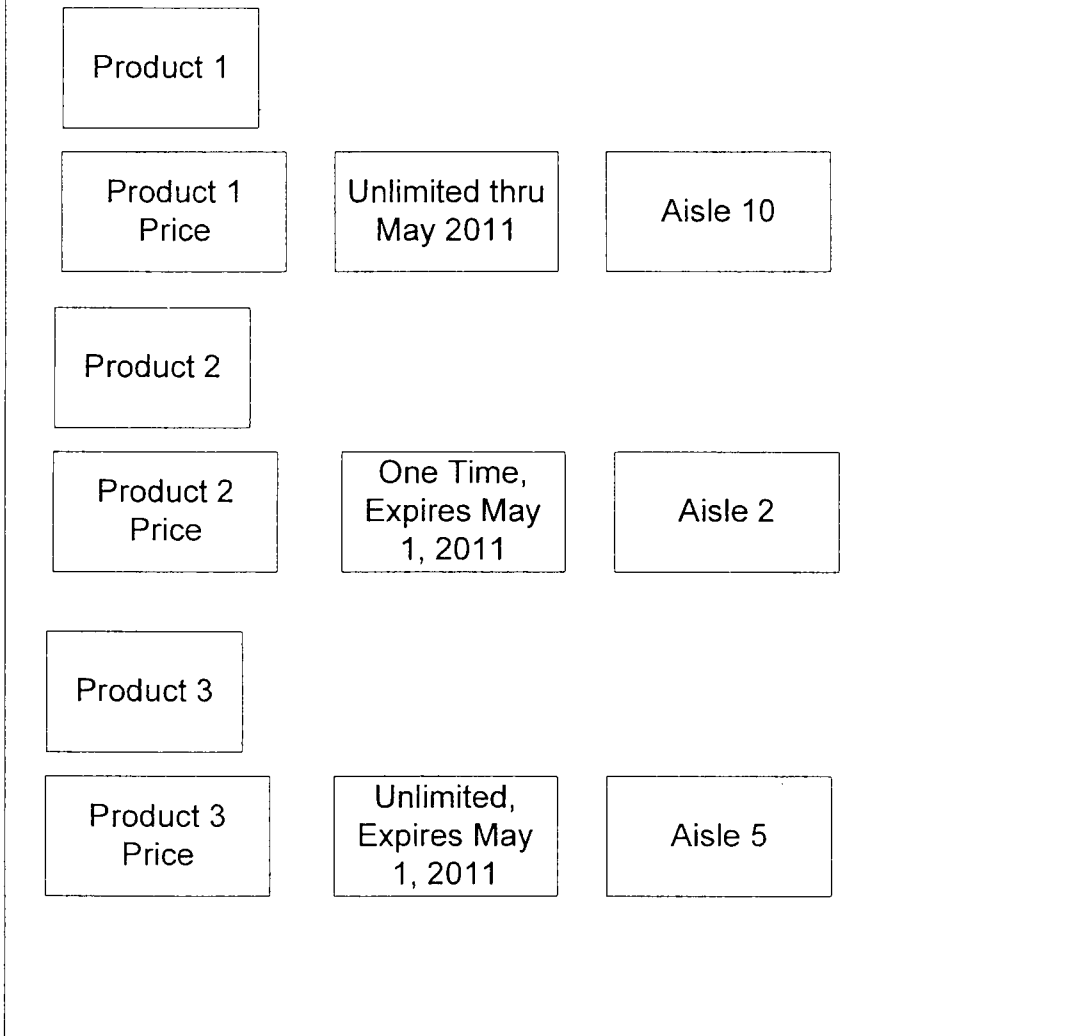 Product 1
Product 1
Price
Unlimited thru
May 2011
Aisle 10
Product 2
Product 2
Price
One Time,
Expires May
1, 2011
Aisle 2
Product 3
Product 3
Price
Unlimited,
Expires May
1, 2011
Aisle 5